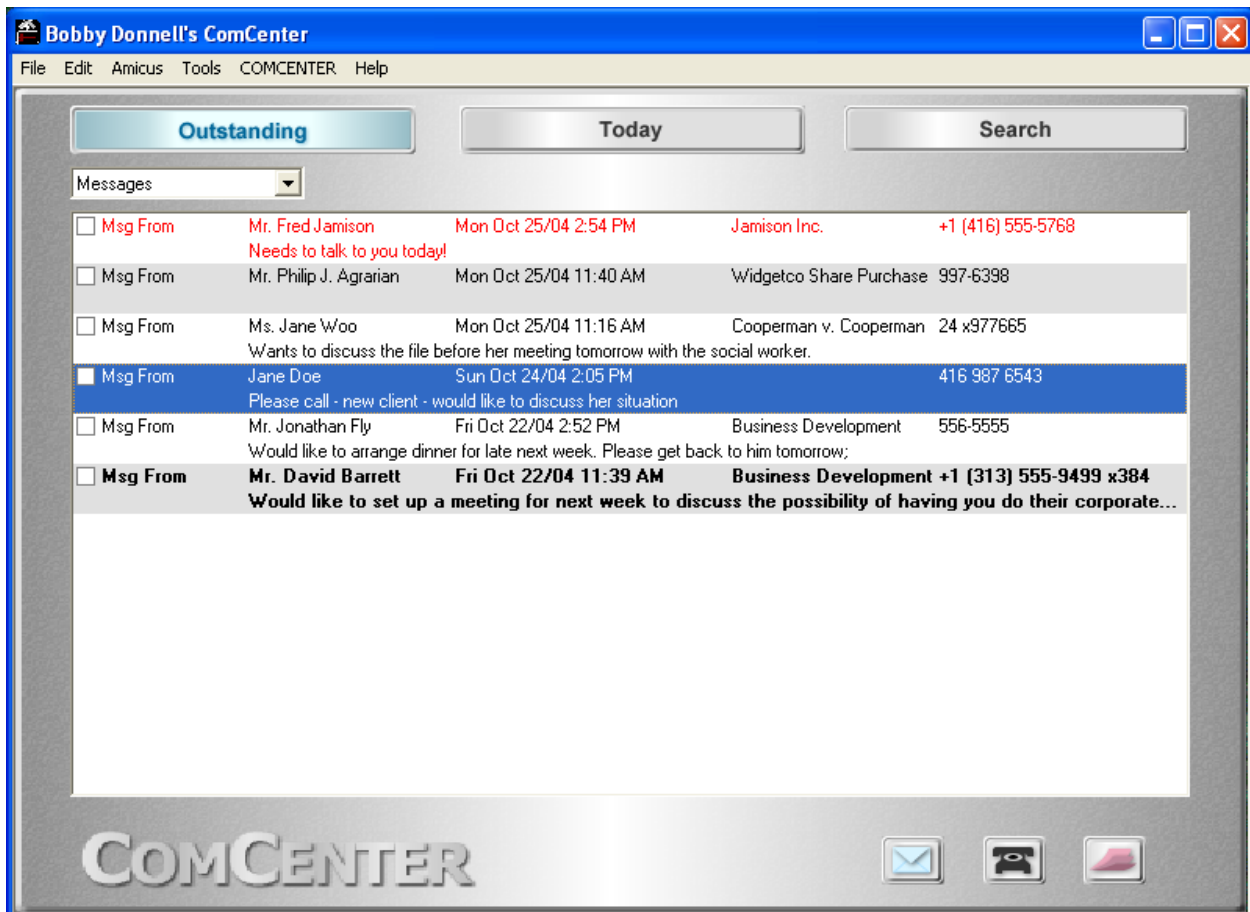 Bobby Donnell's ComCenter
File Edit Amicus Tools COMCENTER Help
Outstanding Today Search
Messages
Msg From Mr. Fred Jamison Mon Oct 25/04 2:54 PM Jamison Inc. +1 (416) 555-5768
Needs to talk to you today!
Msg From Mr. Philip J. Agrarian Mon Oct 25/04 11:40 AM Widgetco Share Purchase 997-6398
Msg From Ms. Jane Woo Mon Oct 25/04 11:16 AM Cooperman v. Cooperman 24 x977665
Wants to discuss the file before her meeting tomorrow with the social worker.
Msg From Jane Doe Sun Oct 24/04 2:05 PM 416 987 6543
Please call - new client - would like to discuss her situation
Msg From Mr. Jonathan Fly Fri Oct 22/04 2:52 PM Business Development 556-5555
Would like to arrange dinner for late next week. Please get back to him tomorrow;
Msg From Mr. David Barrett Fri Oct 22/04 11:39 AM Business Development +1 (313) 555-9499 x384
Would like to set up a meeting for next week to discuss the possibility of having you do their corporate...
COMCENTER